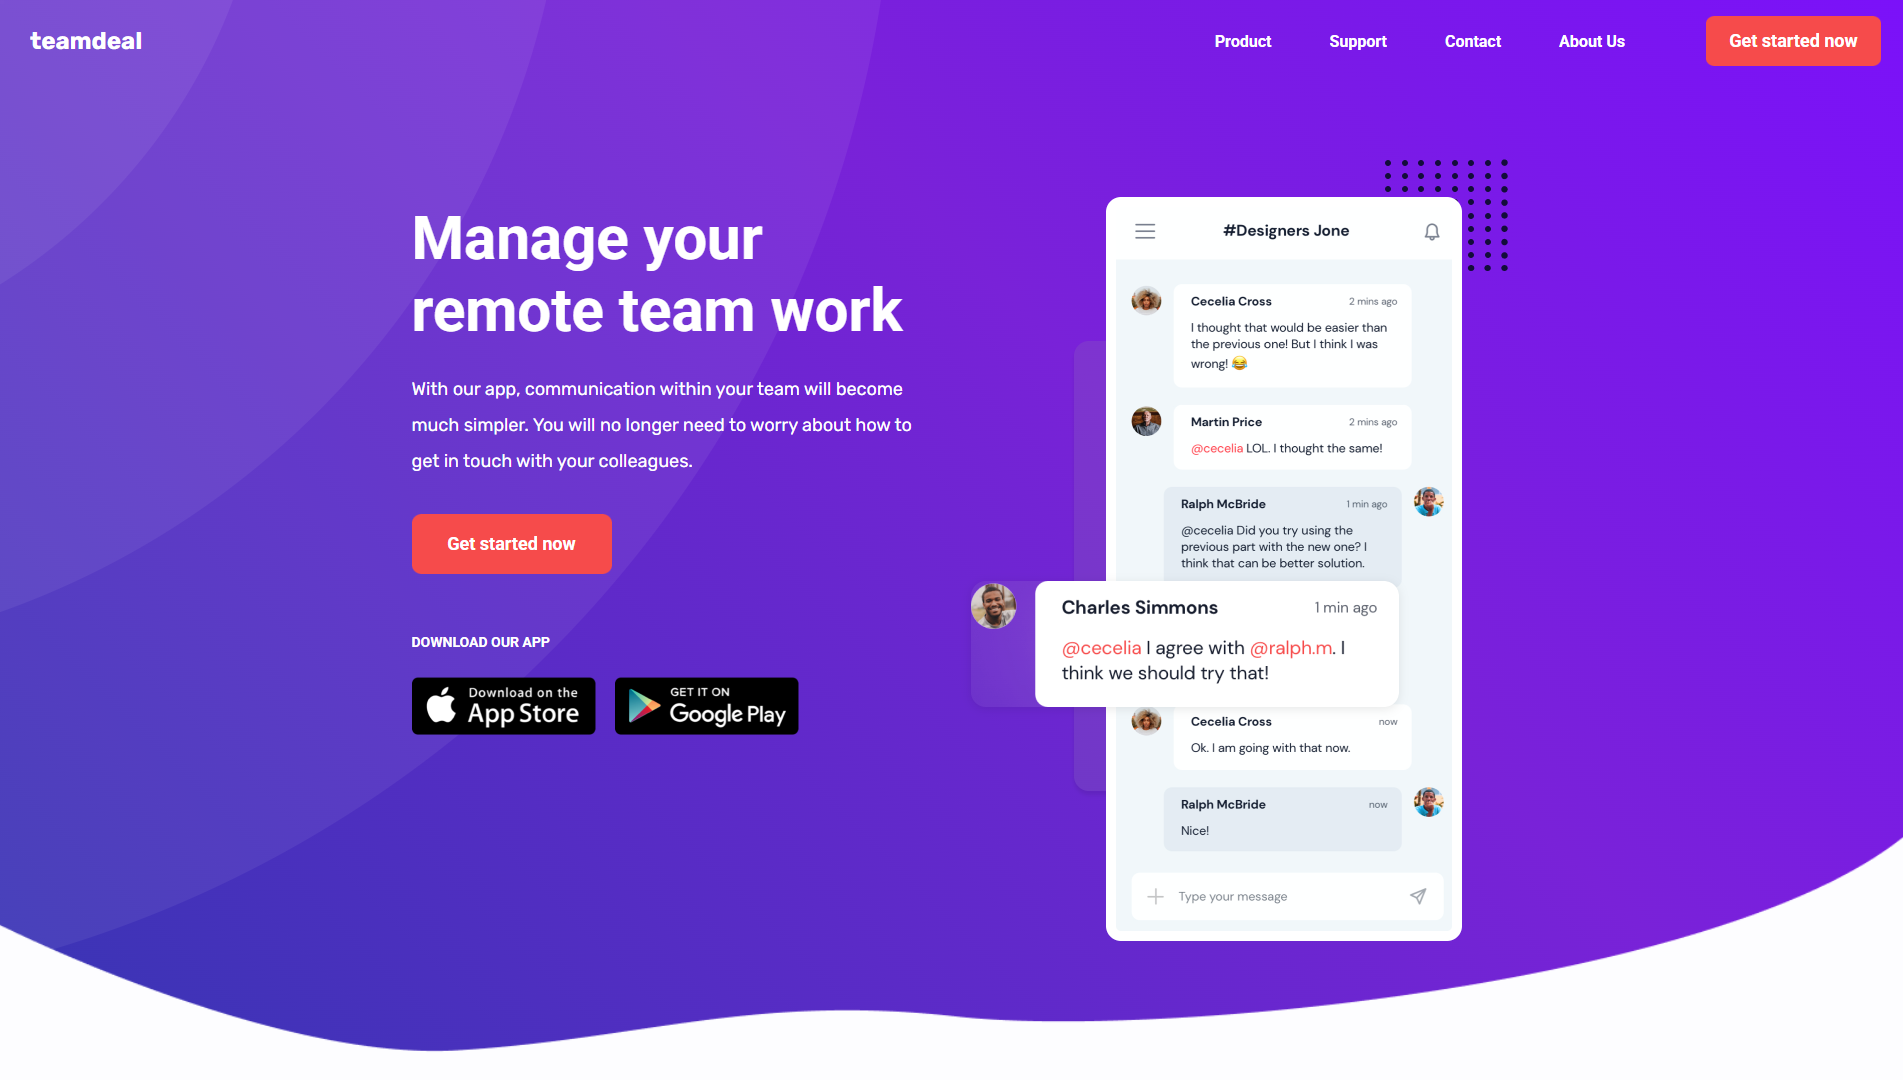 teamdeal
Product
Support
Contact
About Us
Get started now
Manage your
remote team work
With our app, communication within your team will become
much simpler. You will no longer need to worry about how to
get in touch with your colleagues.
Get started now
DOWNLOAD OUR APP
Download on the
App Store
GET IT ON
Google Play
#Designers Jone
Cecelia Cross
2 mins ago
I thought that would be easier than
the previous one! But I think I was
wrong! 😂
Martin Price
2 mins ago
@cecelia LOL. I thought the same!
Ralph McBride
1 min ago
@cecelia Did you try using the
previous part with the new one? I
think that can be better solution.
Charles Simmons
1 min ago
@cecelia I agree with @ralph.m. I
think we should try that!
Cecelia Cross
now
Ok. I am going with that now.
Ralph McBride
now
Nice!
Type your message